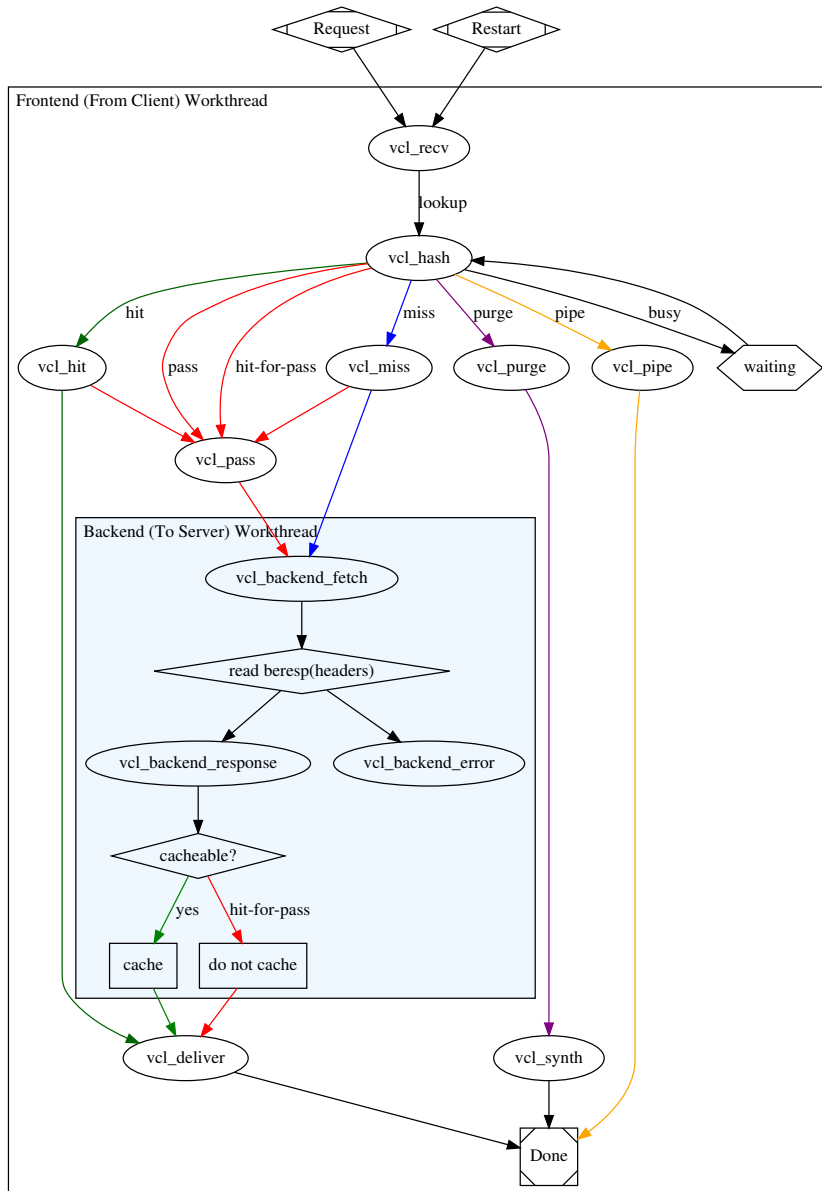 Request
Restart
Frontend (From Client) Workthread
vcl_recv
lookup
vcl_hash
hit
miss
purge
pipe
busy
pass
hit-for-pass
vcl_hit
vcl_miss
vcl_purge
vcl_pipe
waiting
vcl_pass
Backend (To Server) Workthread
vcl_backend_fetch
read beresp(headers)
vcl_backend_response
vcl_backend_error
cacheable?
yes
hit-for-pass
cache
do not cache
vcl_deliver
vcl_synth
Done